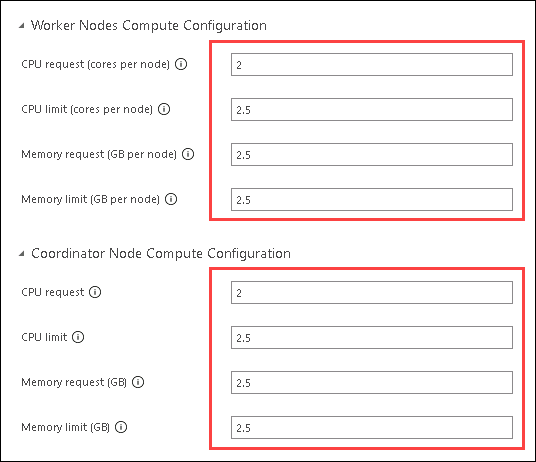 Worker Nodes Compute Configuration
CPU request (cores per node) 2
CPU limit (cores per node) 2.5
Memory request (GB per node) 2.5
Memory limit (GB per node) 2.5
Coordinator Node Compute Configuration
CPU request 2
CPU limit 2.5
Memory request (GB) 2.5
Memory limit (GB) 2.5